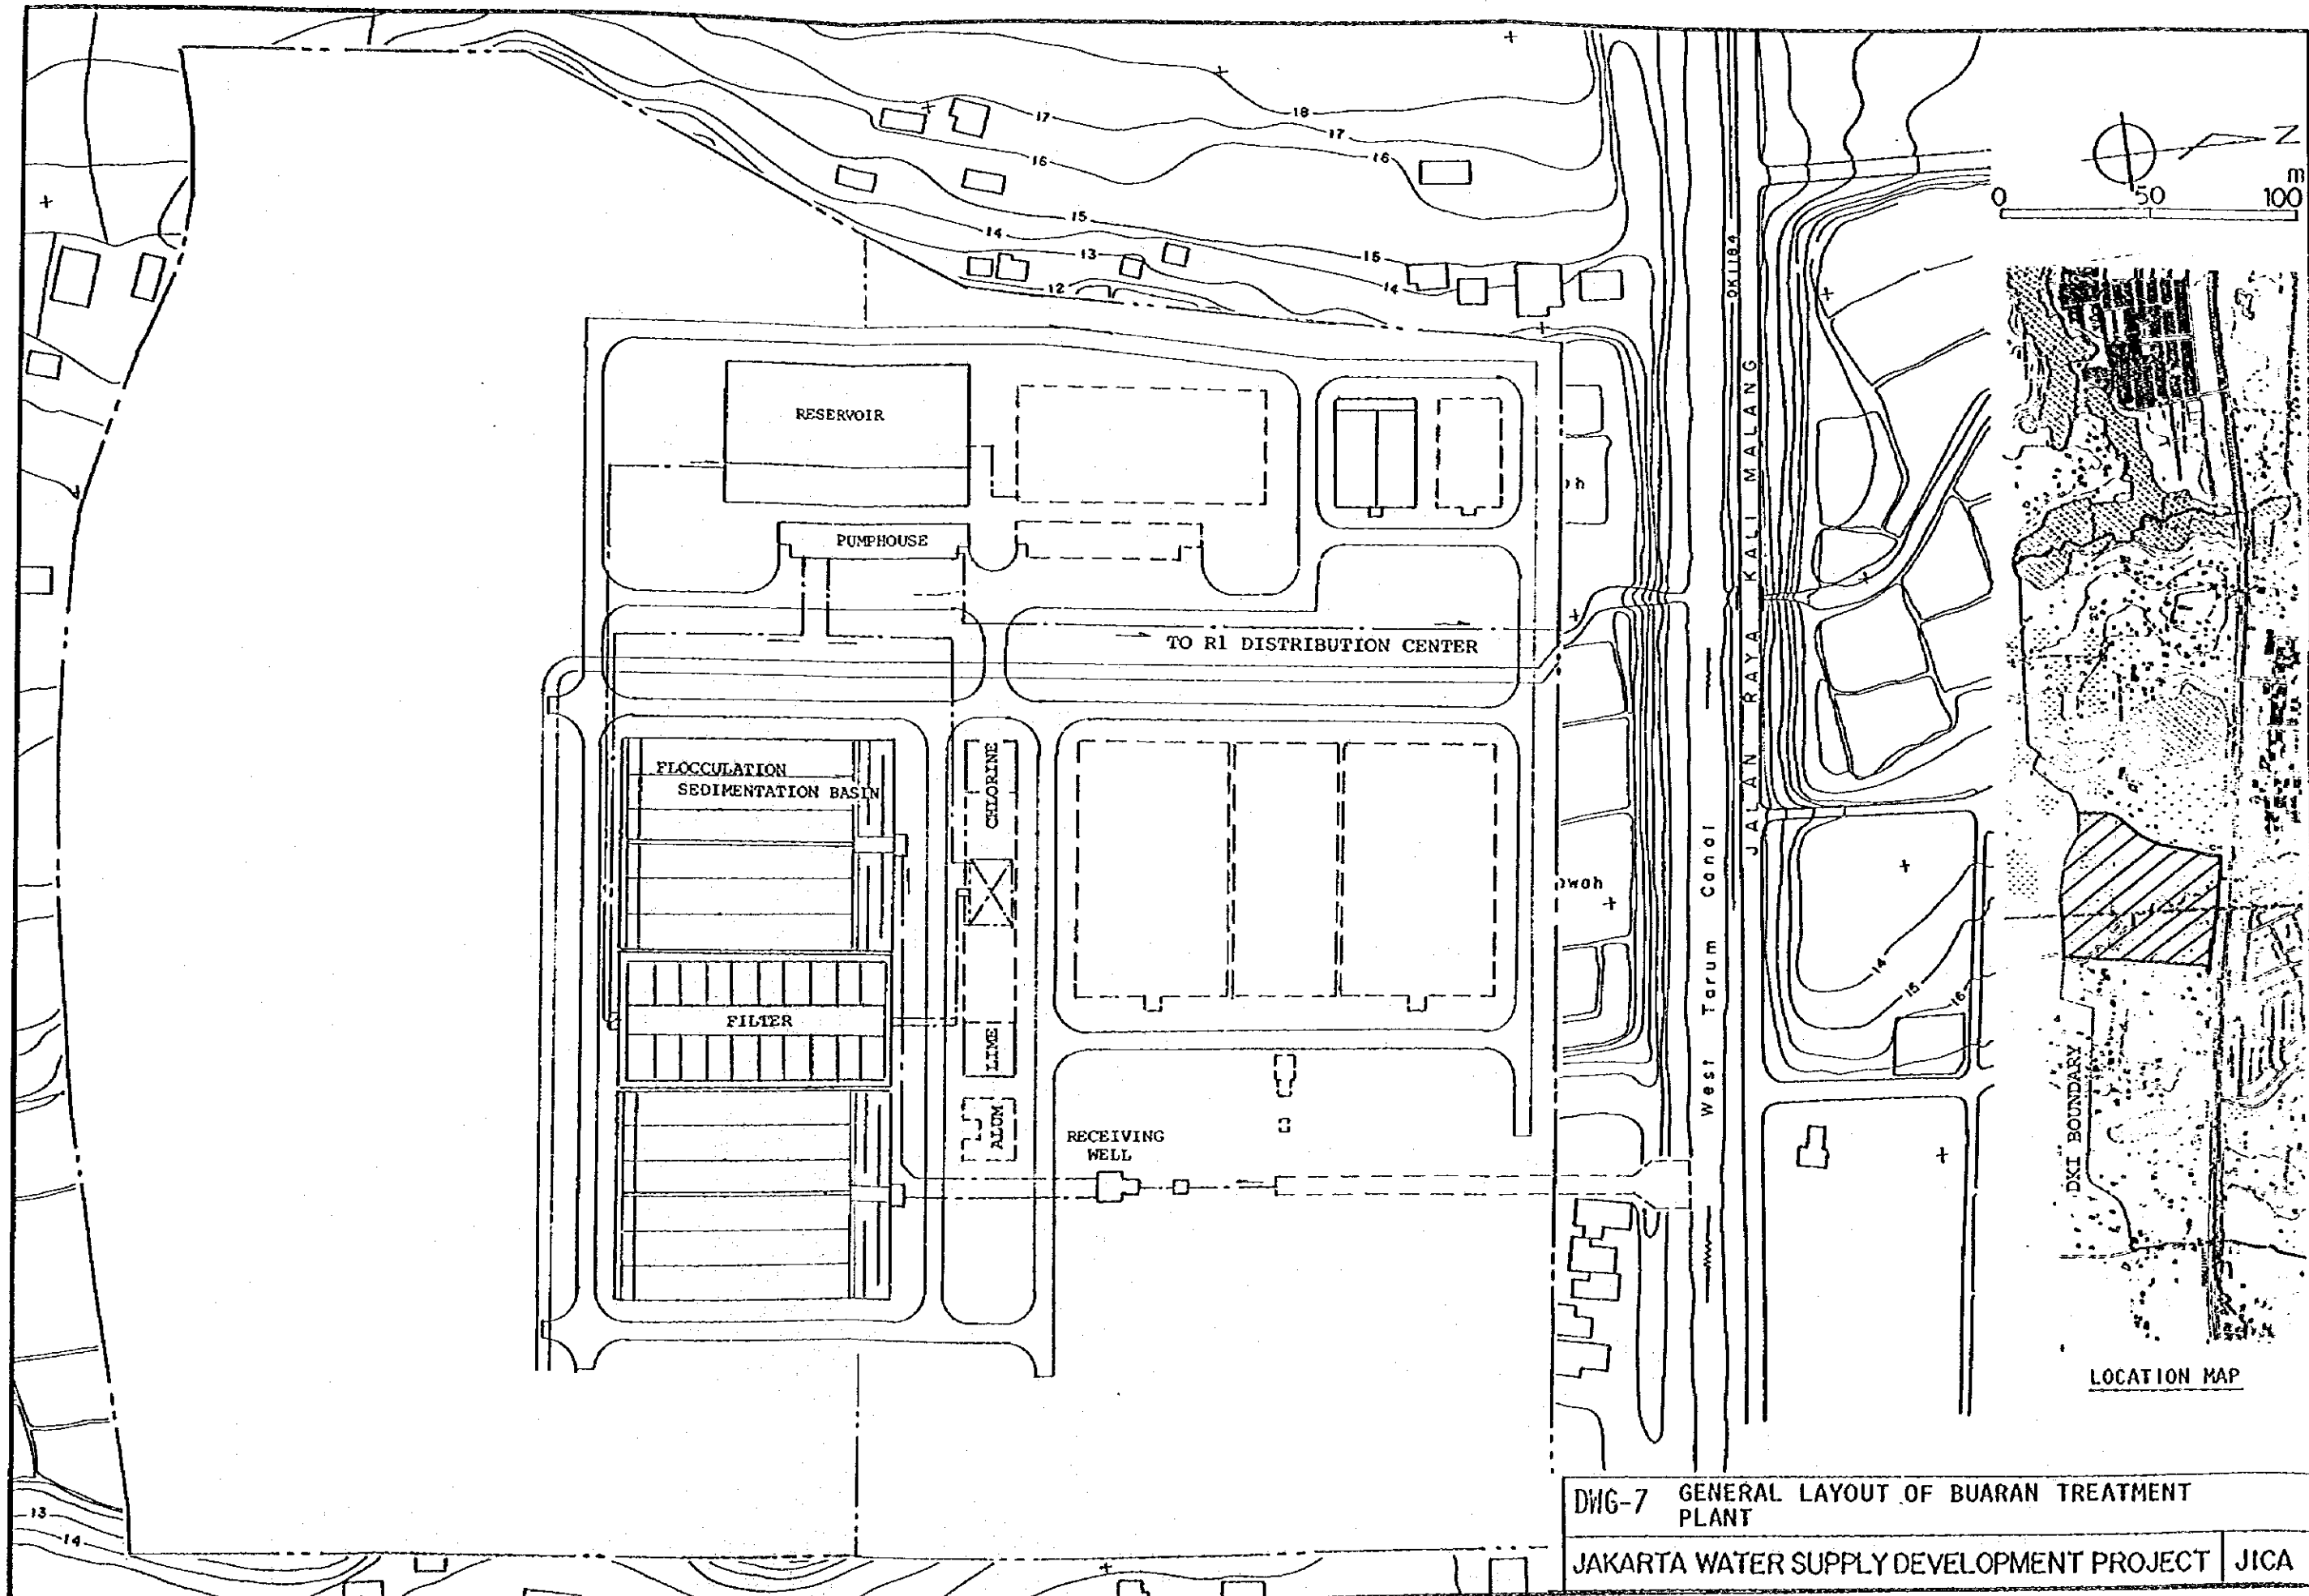 18
17
17
16
16
15
15
14
14
13
12
N
m
0 50 100
DK1184
RESERVOIR
PUMPHOUSE
TO R1 DISTRIBUTION CENTER
FLOCCULATION
SEDIMENTATION BASIN
CHLORINE
FILTER
LIME
ALUM
RECEIVING
WELL
JALAN RAYA KALI MALANG
West Tarum Canal
14
15
16
DKI BOUNDARY
LOCATION MAP
13
14
DWG-7 GENERAL LAYOUT OF BUARAN TREATMENT
PLANT
JAKARTA WATER SUPPLY DEVELOPMENT PROJECT JICA